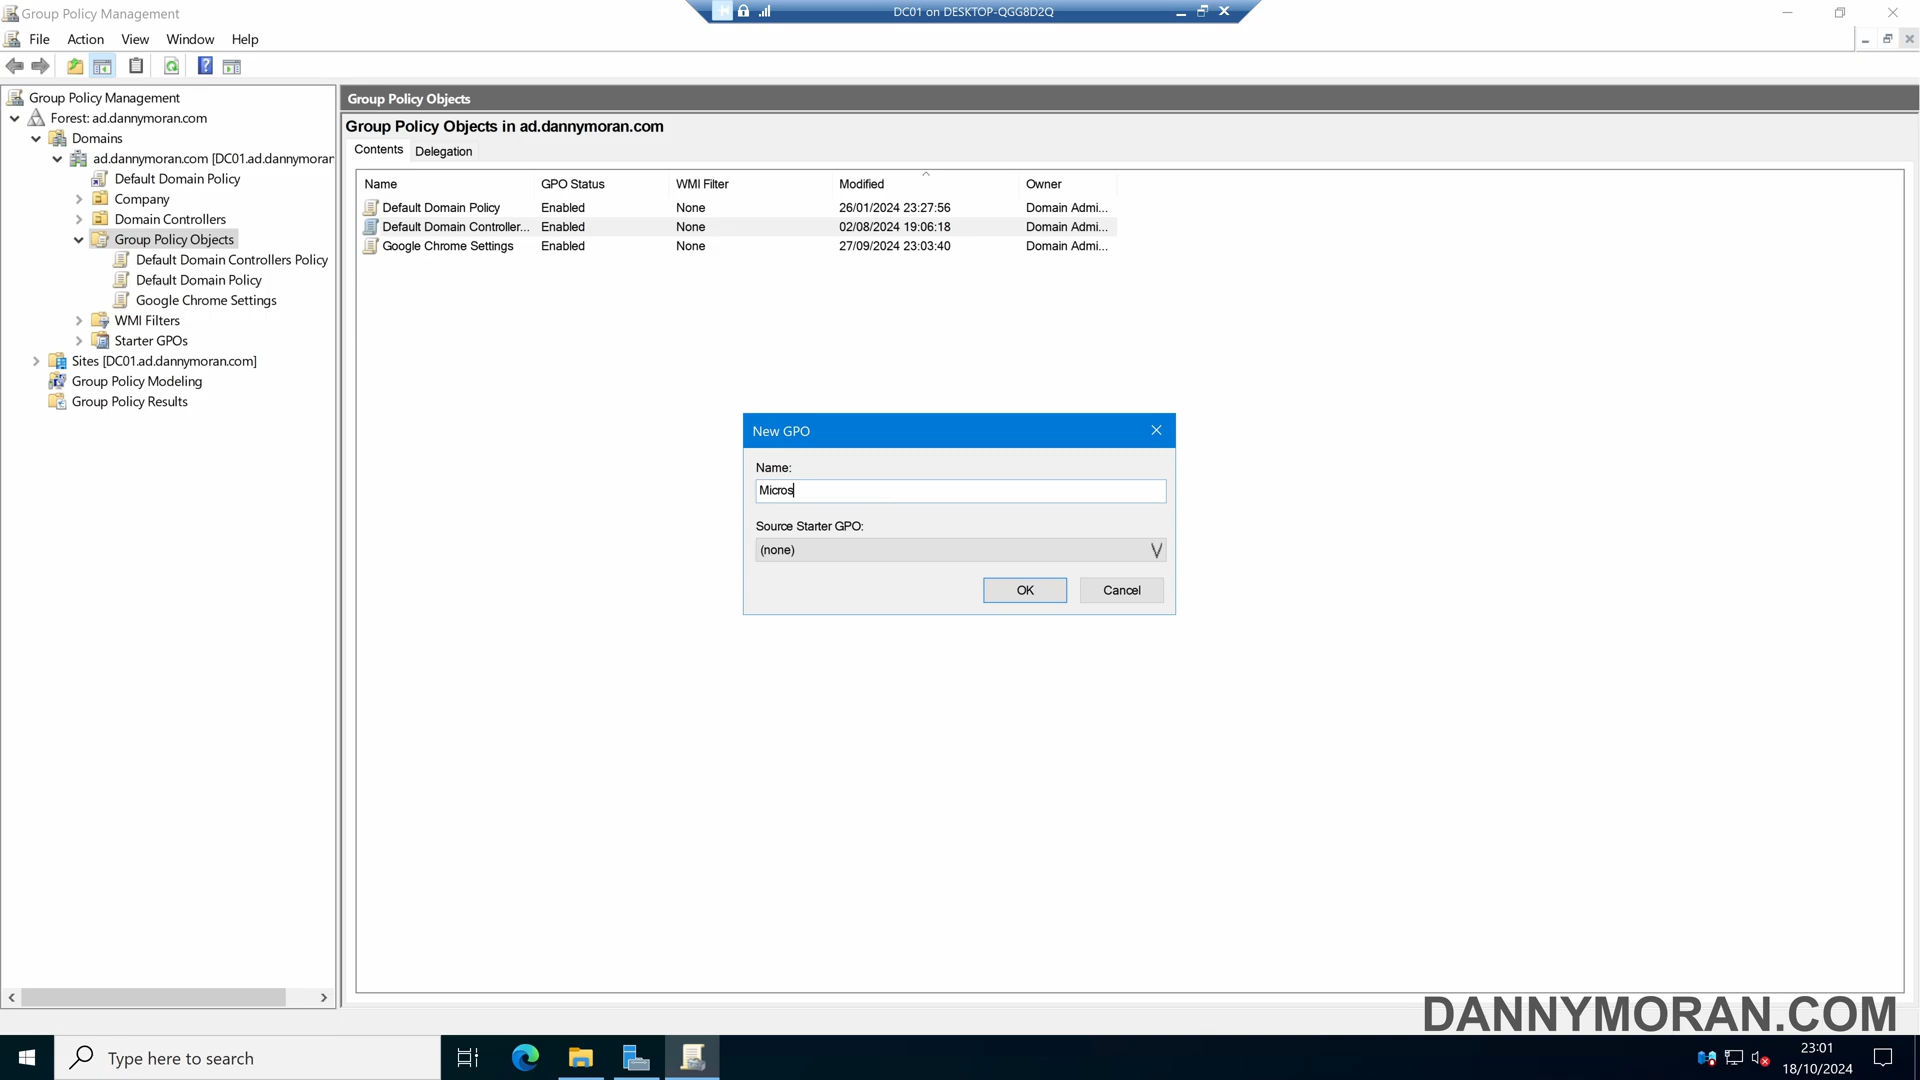 Group Policy Management
DC01 on DESKTOP-QGG8D2Q
File Action View Window Help
Group Policy Management
Forest: ad.dannymoran.com
Domains
ad.dannymoran.com [DC01.ad.dannymoran
Default Domain Policy
Company
Domain Controllers
Group Policy Objects
Default Domain Controllers Policy
Default Domain Policy
Google Chrome Settings
WMI Filters
Starter GPOs
Sites [DC01.ad.dannymoran.com]
Group Policy Modeling
Group Policy Results
Group Policy Objects
Group Policy Objects in ad.dannymoran.com
Contents Delegation
Name GPO Status WMI Filter Modified Owner
Default Domain Policy Enabled None 26/01/2024 23:27:56 Domain Admi...
Default Domain Controller... Enabled None 02/08/2024 19:06:18 Domain Admi...
Google Chrome Settings Enabled None 27/09/2024 23:03:40 Domain Admi...
New GPO
Name:
Micros
Source Starter GPO:
(none)
OK Cancel
DANNYMORAN.COM
Type here to search
23:01
18/10/2024